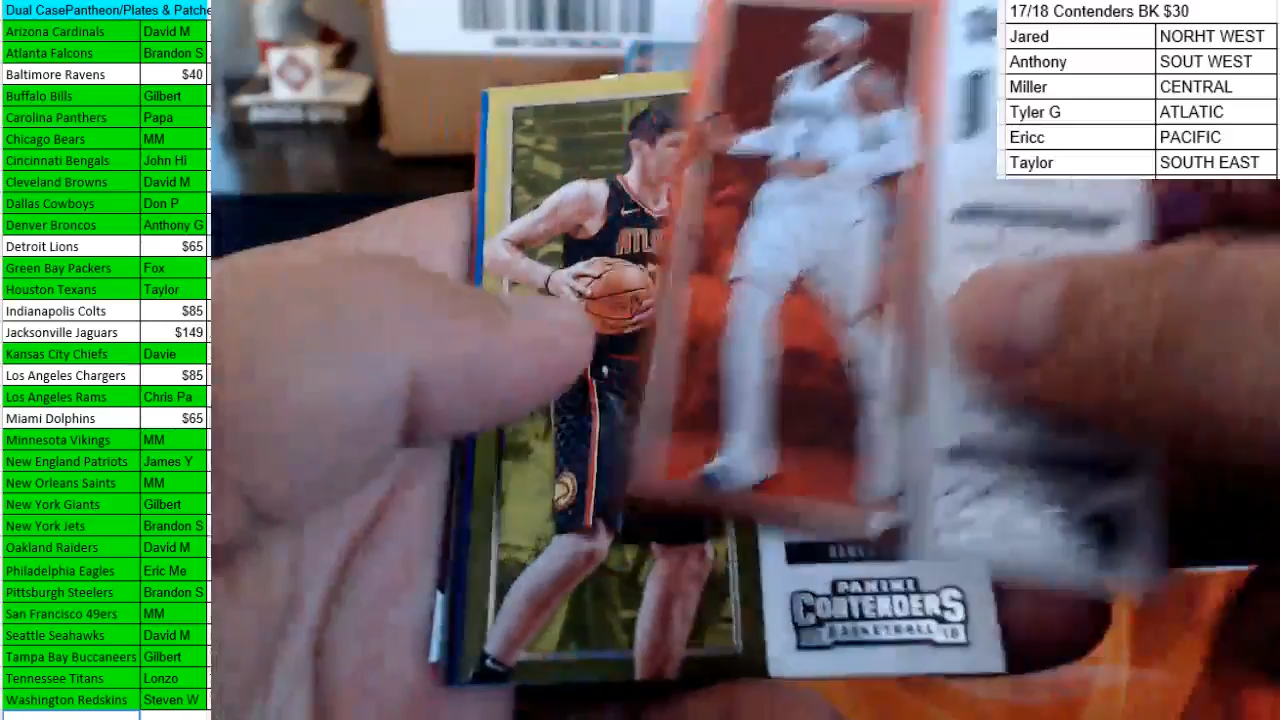 Dual CasePantheon/Plates & Patche
Arizona Cardinals David M
Atlanta Falcons Brandon S
Baltimore Ravens $40
Buffalo Bills Gilbert
Carolina Panthers Papa
Chicago Bears MM
Cincinnati Bengals John Hi
Cleveland Browns David M
Dallas Cowboys Don P
Denver Broncos Anthony G
Detroit Lions $65
Green Bay Packers Fox
Houston Texans Taylor
Indianapolis Colts $85
Jacksonville Jaguars $149
Kansas City Chiefs Davie
Los Angeles Chargers $85
Los Angeles Rams Chris Pa
Miami Dolphins $65
Minnesota Vikings MM
New England Patriots James Y
New Orleans Saints MM
New York Giants Gilbert
New York Jets Brandon S
Oakland Raiders David M
Philadelphia Eagles Eric Me
Pittsburgh Steelers Brandon S
San Francisco 49ers MM
Seattle Seahawks David M
Tampa Bay Buccaneers Gilbert
Tennessee Titans Lonzo
Washington Redskins Steven W
17/18 Contenders BK $30
Jared NORHT WEST
Anthony SOUT WEST
Miller CENTRAL
Tyler G ATLATIC
Ericc PACIFIC
Taylor SOUTH EAST
ATL
PANINI
CONTENDERS
BASKETBALL